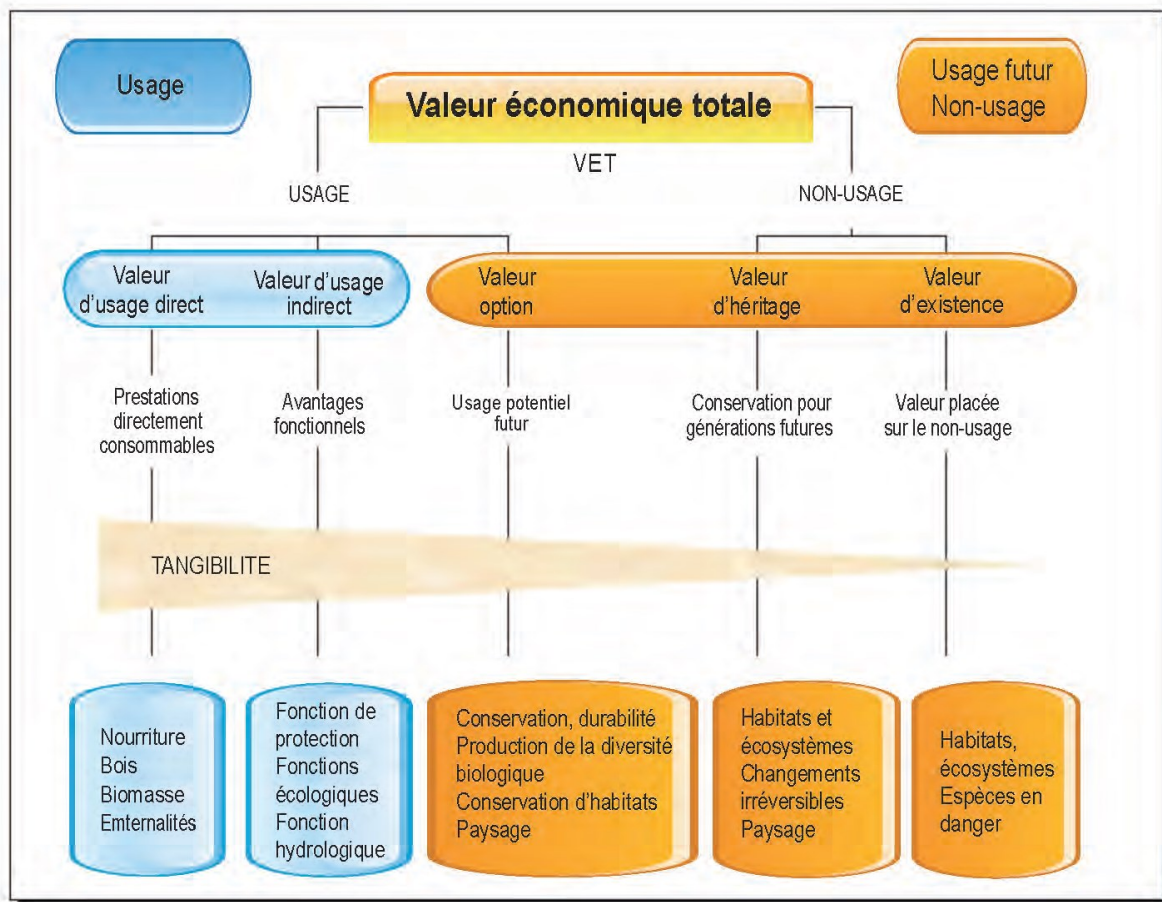 Usage
Valeur économique totale
Usage futur
Non-usage
VET
USAGE
NON-USAGE
Valeur
d'usage direct
Valeur d'usage
indirect
Valeur
option
Valeur
d'héritage
Valeur
d'existence
Prestations
directement
consommables
Avantages
fonctionnels
Usage potentiel
futur
Conservation pour
générations futures
Valeur placée
sur le non-usage
TANGIBILITE
Nourriture
Bois
Biomasse
Emternalités
Fonction de
protection
Fonctions
écologiques
Fonction
hydrologique
Conservation, durabilité
Production de la diversité
biologique
Conservation d'habitats
Paysage
Habitats et
écosystèmes
Changements
irréversibles
Paysage
Habitats,
écosystèmes
Espèces en
danger